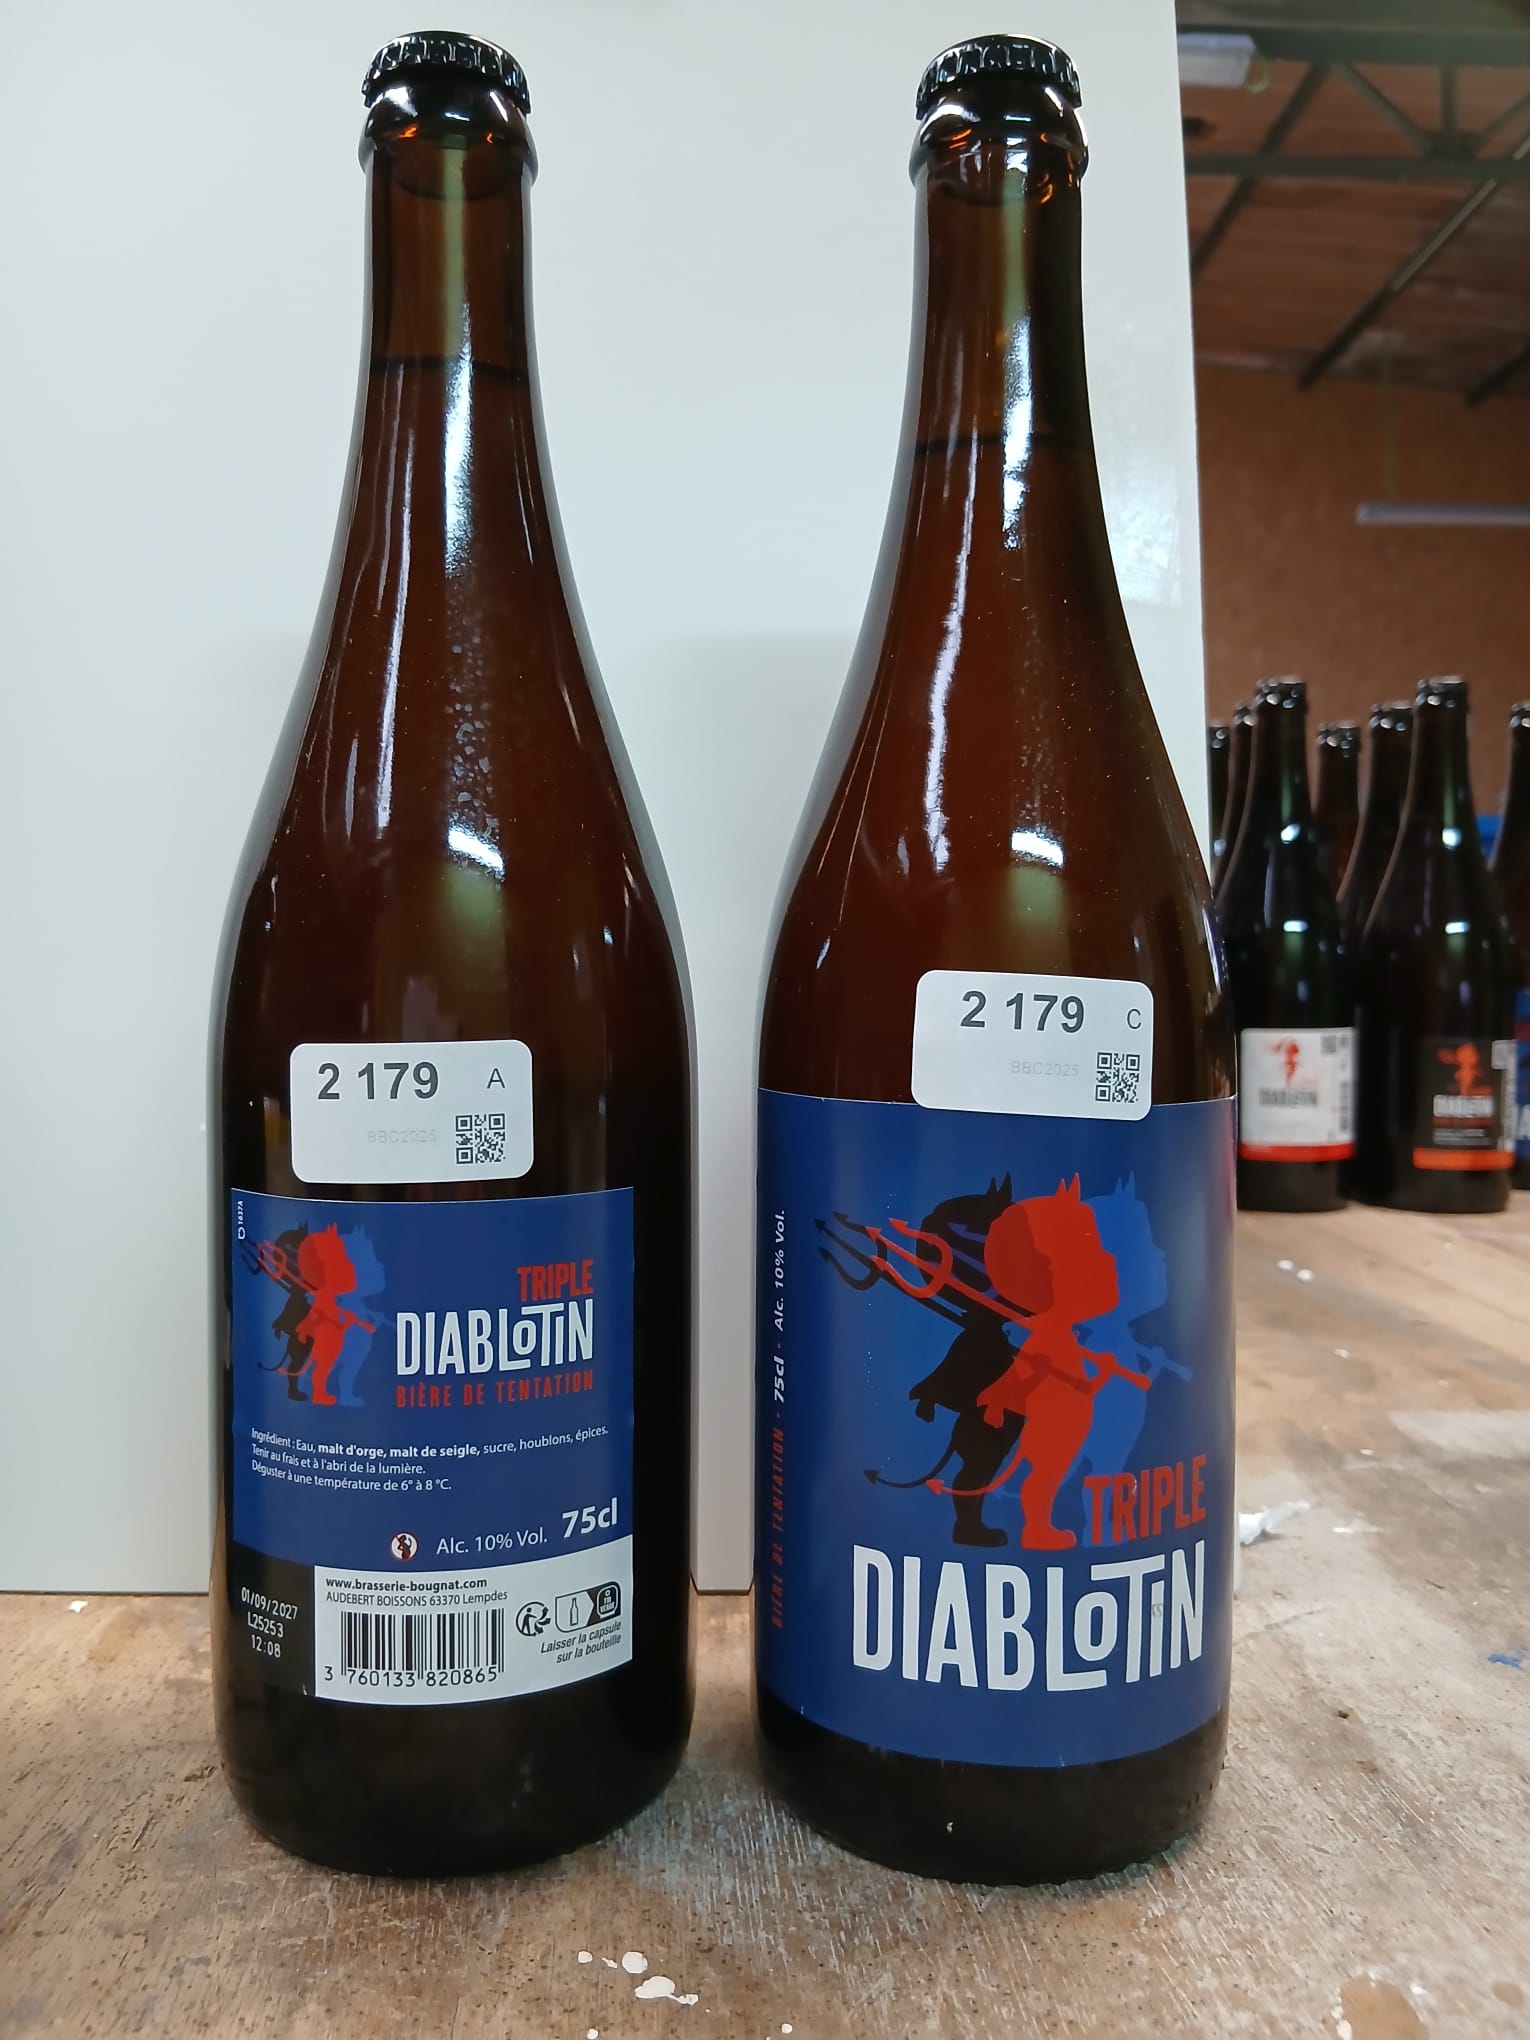 2 179 A
BBC2025
1637A
TRIPLE
DIABLOTIN
BIÈRE DE TENTATION
Ingrédient : Eau, malt d'orge, malt de seigle, sucre, houblons, épices.
Tenir au frais et à l'abri de la lumière.
Déguster à une température de 6° à 8 °C.
Alc. 10% Vol. 75cl
www.brasserie-bougnat.com
AUDEBERT BOISSONS 63370 Lempdes
01/09/2027
L25253
12:08
Laisser la capsule
sur la bouteille
3 760133 820865
2 179 C
BBC2025
BIÈRE DE TENTATION - 75cl - Alc. 10% Vol.
TRIPLE
DIABLOTIN
DIABLOTIN
DIABLOTIN